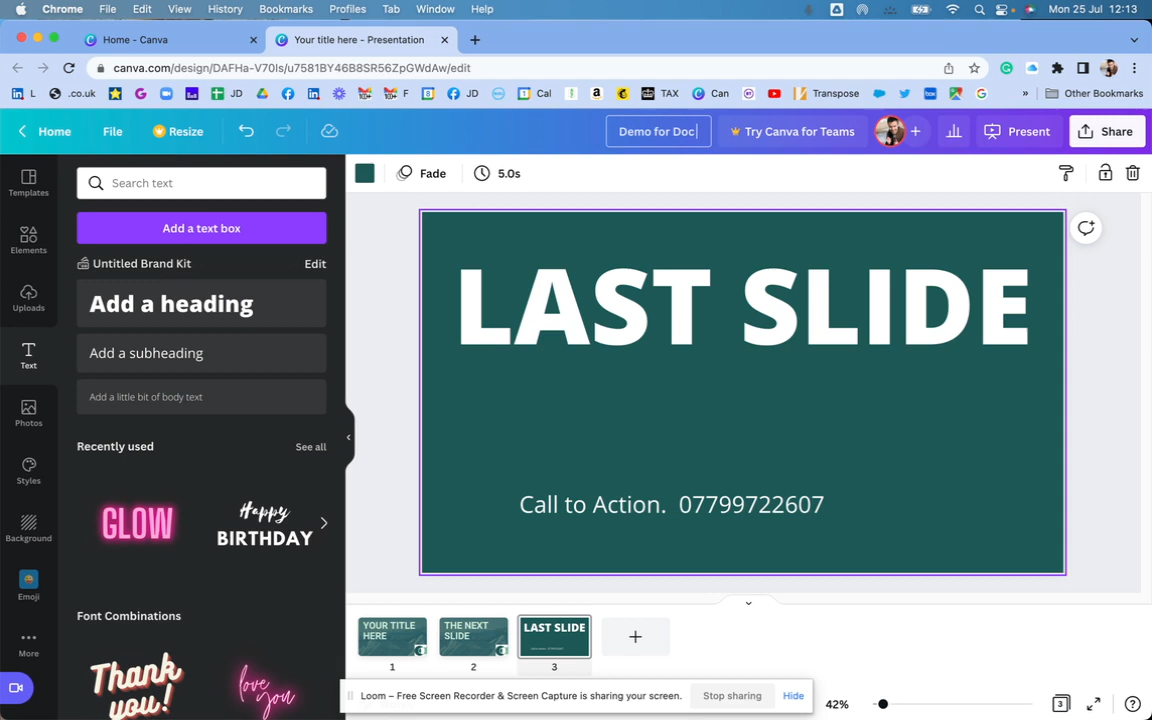 Chrome File Edit View History Bookmarks Profiles Tab Window Help Mon 25 Jul 12:13
Home - Canva
Your title here - Presentation
canva.com/design/DAFHa-V70ls/u7581BY46B8SR56ZpGWdAw/edit
L .co.uk JD F JD Cal TAX Can Transpose » Other Bookmarks
Home File Resize Demo for Doc Try Canva for Teams + Present Share
Templates
Elements
Uploads
Text
Photos
Styles
Background
Emoji
More
Search text
Add a text box
Untitled Brand Kit Edit
Add a heading
Add a subheading
Add a little bit of body text
Recently used See all
GLOW
Happy
BIRTHDAY
Font Combinations
Thank
you!
love
you
Fade 5.0s
LAST SLIDE
Call to Action. 07799722607
YOUR TITLE
HERE
THE NEXT
SLIDE
LAST SLIDE
1 2 3
Loom – Free Screen Recorder & Screen Capture is sharing your screen. Stop sharing Hide
42% 3